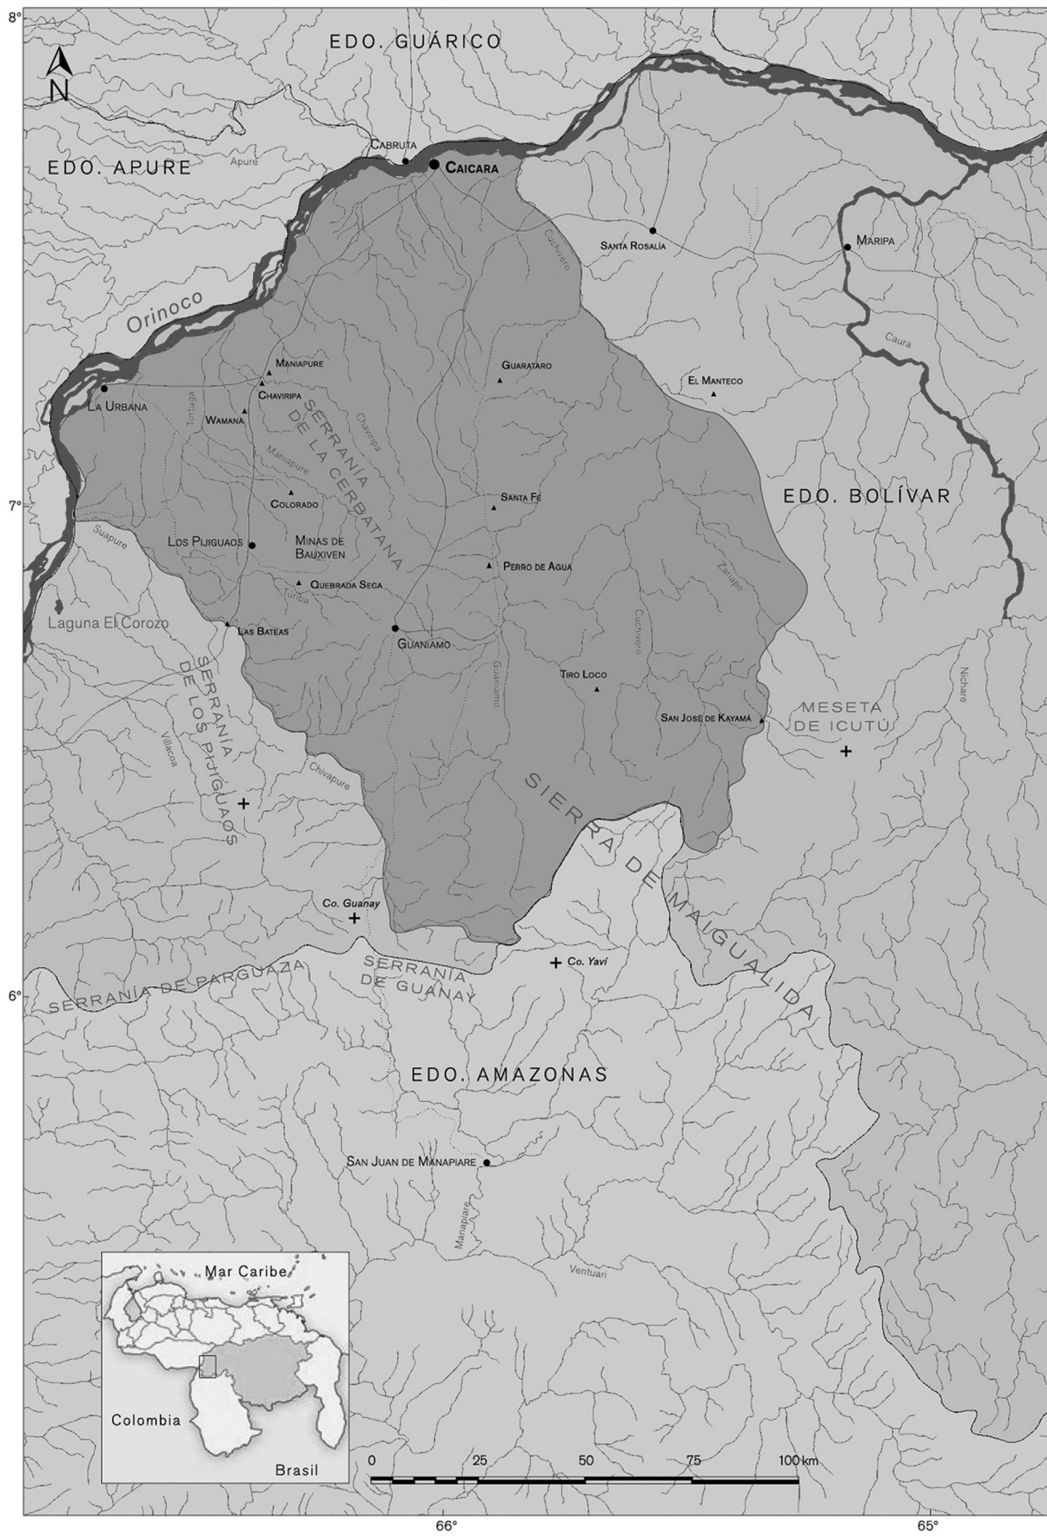 8°
EDO. GUÁRICO
N
CABRUTA
EDO. APURE
Apure
CAICARA
Cuchivero
SANTA ROSALÍA
MARIPA
Orinoco
Caura
MANIAPURE
GUARATARO
CHAVIRIPA
EL MANTECO
LA URBANA
Tortuga
WAMANA
SERRANÍA
DE LA CERBATANA
Chaviripa
Maniapure
7°
COLORADO
SANTA FE
EDO. BOLÍVAR
Suapure
LOS PIJIGUAOS
MINAS DE
BAUXIVEN
PERRO DE AGUA
Zariapo
QUEBRADA SECA
Turiba
Laguna El Corozo
LAS BATEAS
GUANIAMO
Cuchivero
SERRANÍA
DE LOS PIJIGUAOS
Guaniamo
TIRO LOCO
Nichare
SAN JOSÉ DE KAYAMÁ
MESETA
DE ICUTÚ
Villacoa
Chivapure
SIERRA DE MAIGUALIDA
Co. Guanay
SERRANÍA DE PARGUAZA
SERRANÍA
DE GUANAY
Co. Yaví
6°
EDO. AMAZONAS
SAN JUAN DE MANAPIARE
Manapiare
Ventuari
Mar Caribe
Colombia
Brasil
0 25 50 75 100 km
66° 65°